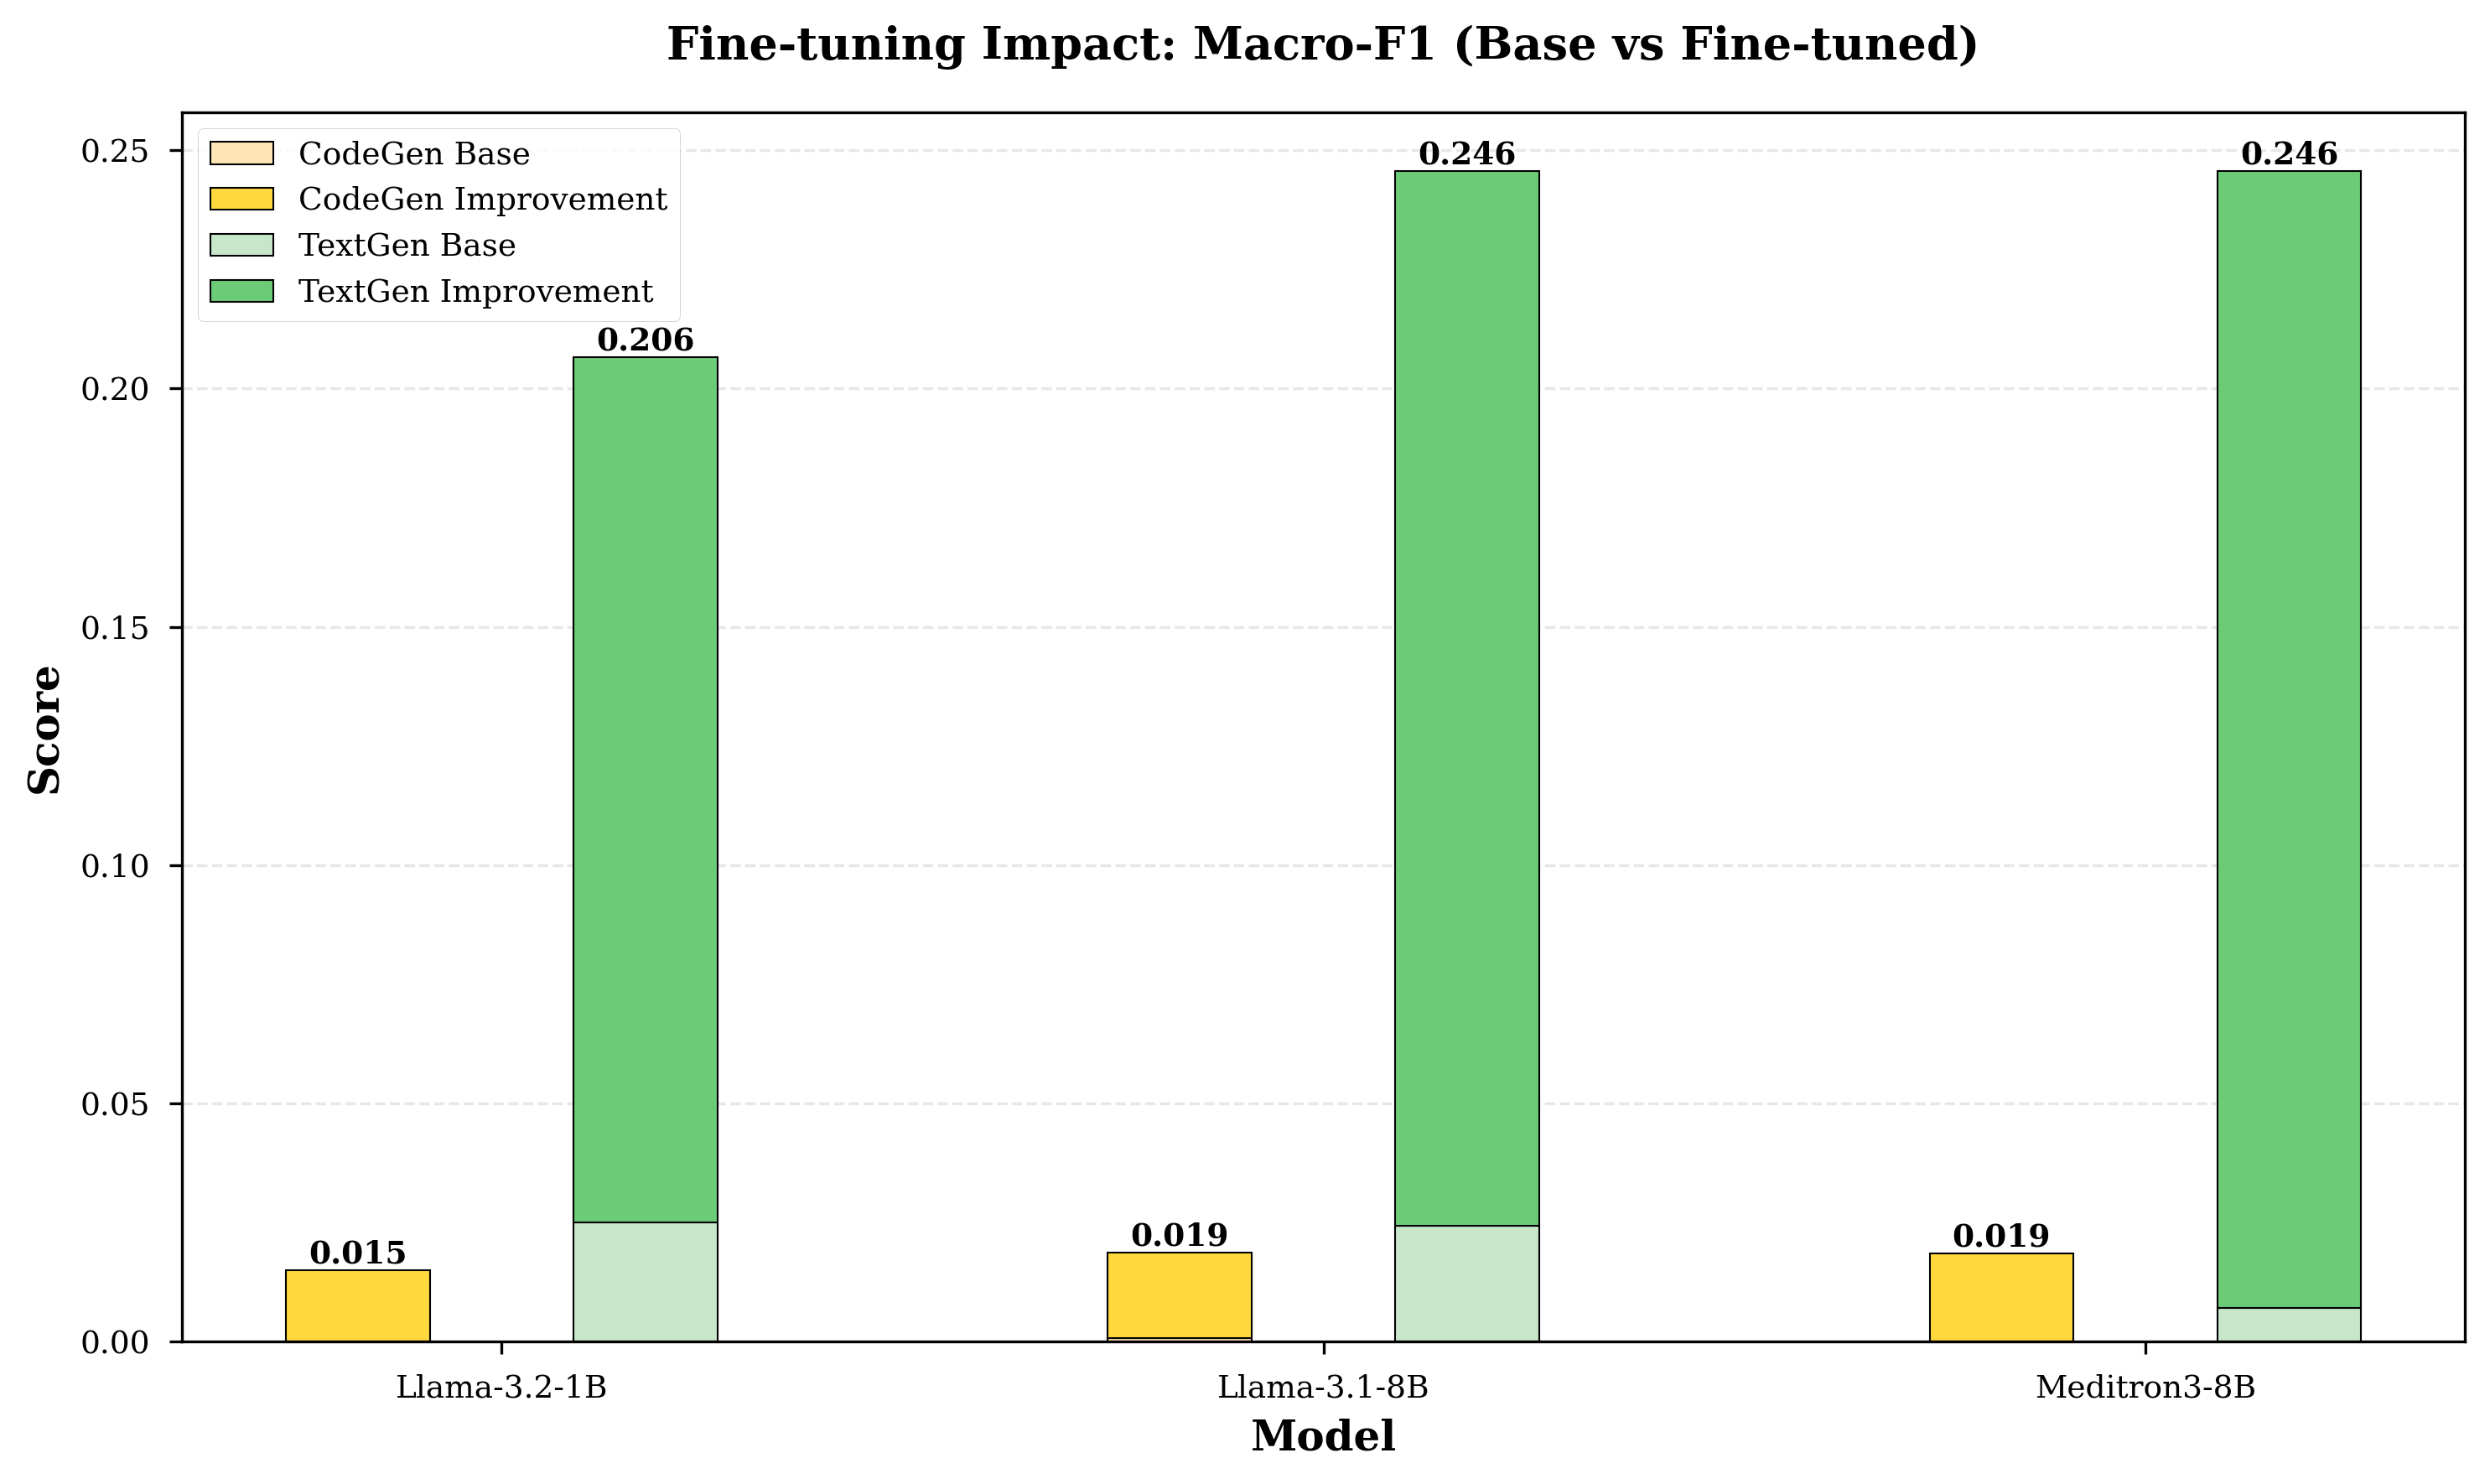 Fine-tuning Impact: Macro-F1 (Base vs Fine-tuned)
CodeGen Base
CodeGen Improvement
TextGen Base
TextGen Improvement
0.25
0.20
0.15
0.10
0.05
0.00
Score
0.015
0.206
0.019
0.246
0.019
0.246
Llama-3.2-1B
Llama-3.1-8B
Meditron3-8B
Model